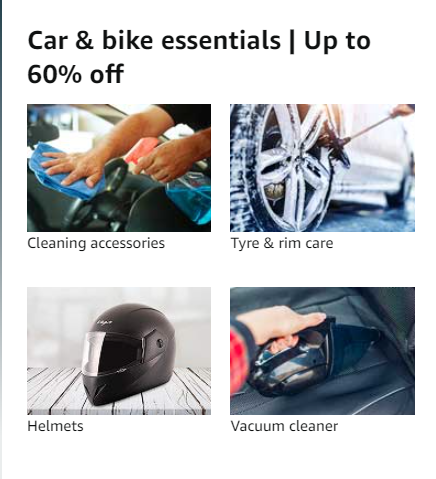 Car & bike essentials | Up to
60% off
Cleaning accessories
Tyre & rim care
Helmets
Vacuum cleaner